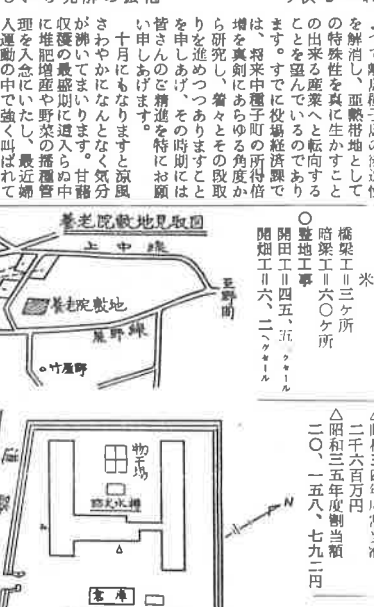 を解消し、亜熱帯地として
の特殊性を真に生かすこと
の出来る産業へと転向する
ことを望んでいるのであり
ます。すでに役場経済課で
は、将来中種子町の所得倍
増を真剣にあらゆる角度か
ら研究し、着々とその段取
りを進めつつありますこと
を申しあげ、その時期には
皆さんのご精進を特にお願
い申しあげます。
十月にもなりますと涼風
さわやかになんとなく気分
が沸いてまいります。甘藷
収穫の最盛期に這入らぬ中
に堆肥増産や野菜の播種管
理を入念にいたし、最近婦
人運動の中で強く叫ばれて
米
橋梁工＝三ヶ所
暗渠工＝六〇ヶ所
○整地工事
開田工＝四五、五ヘクタール
開畑工＝六、二ヘクタール
二千六百万円
△昭和三五年度割当額
二〇、一五八、七九二円
養老院敷地見取図
上中線
至野間
養老院敷地
屋野線
竹屋野
物干場
防火水槽
N
倉庫